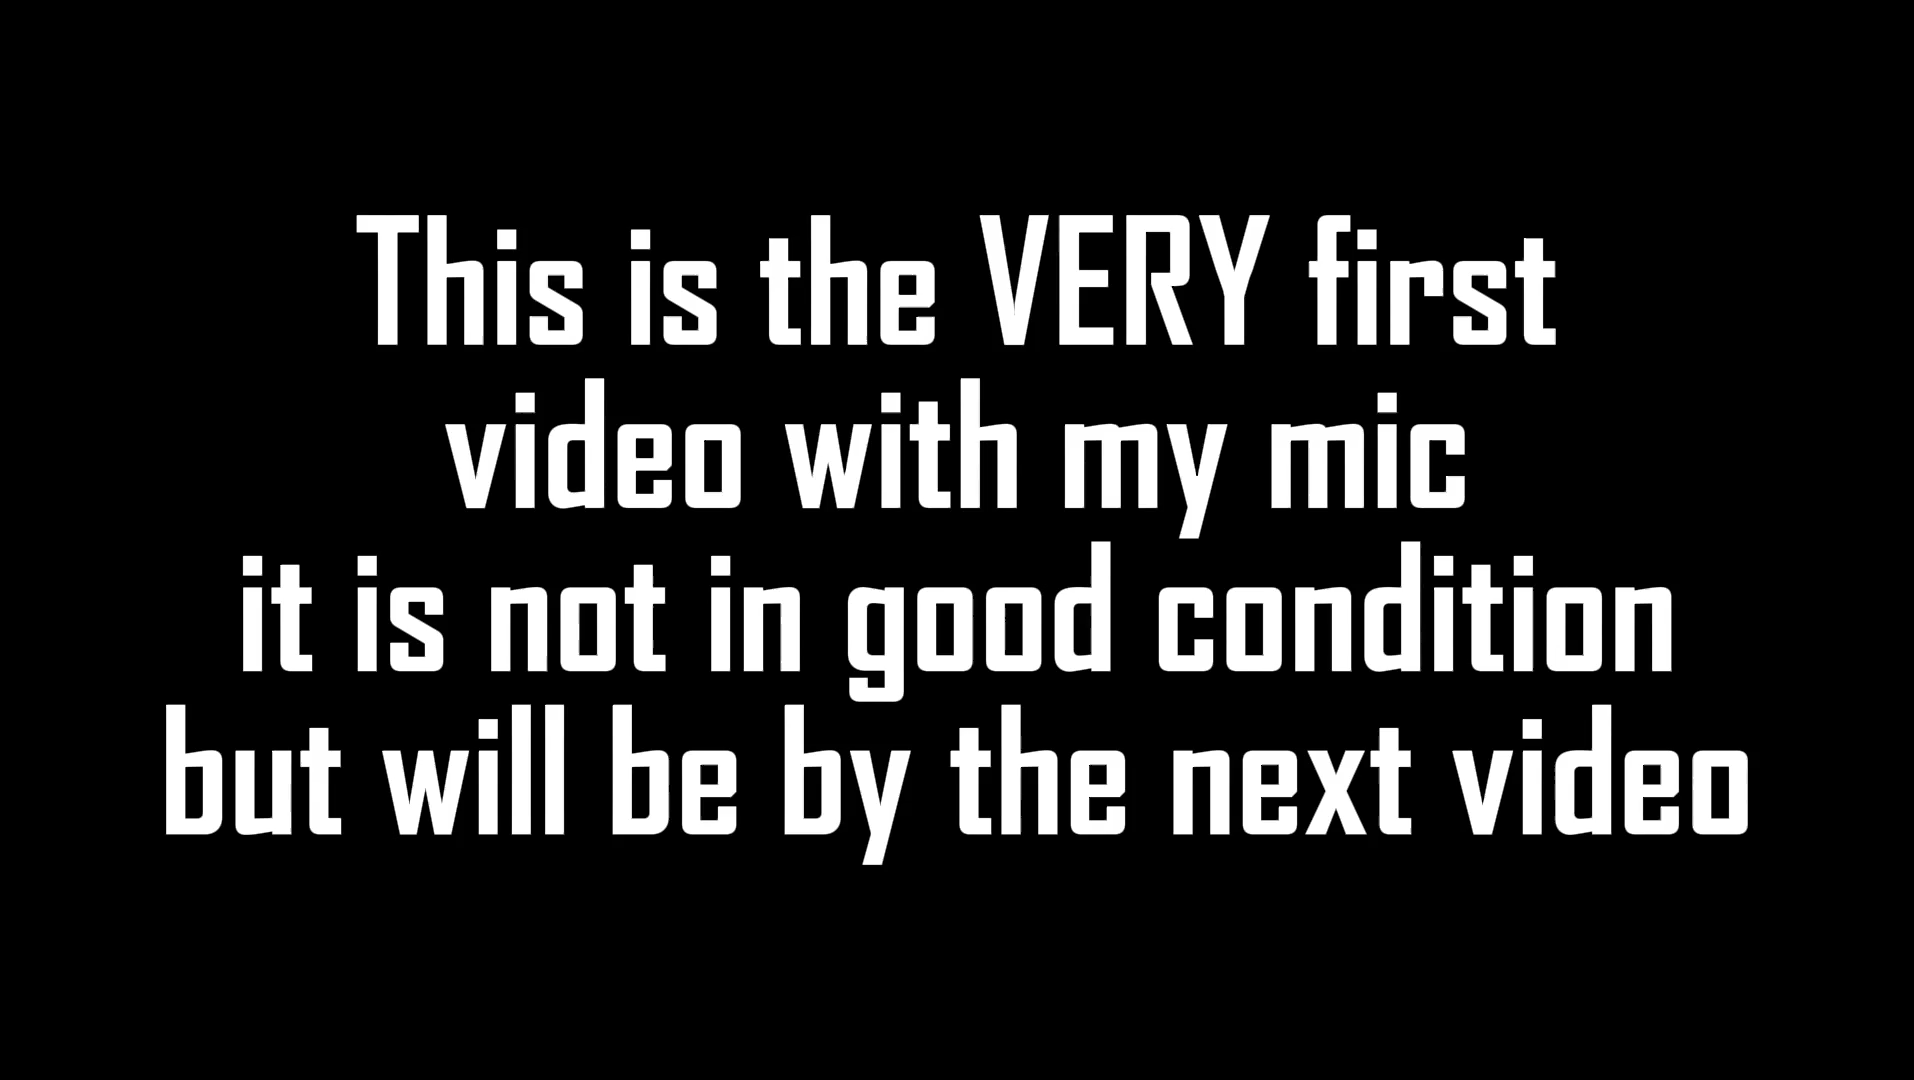 This is the VERY first
video with my mic
it is not in good condition
but will be by the next video